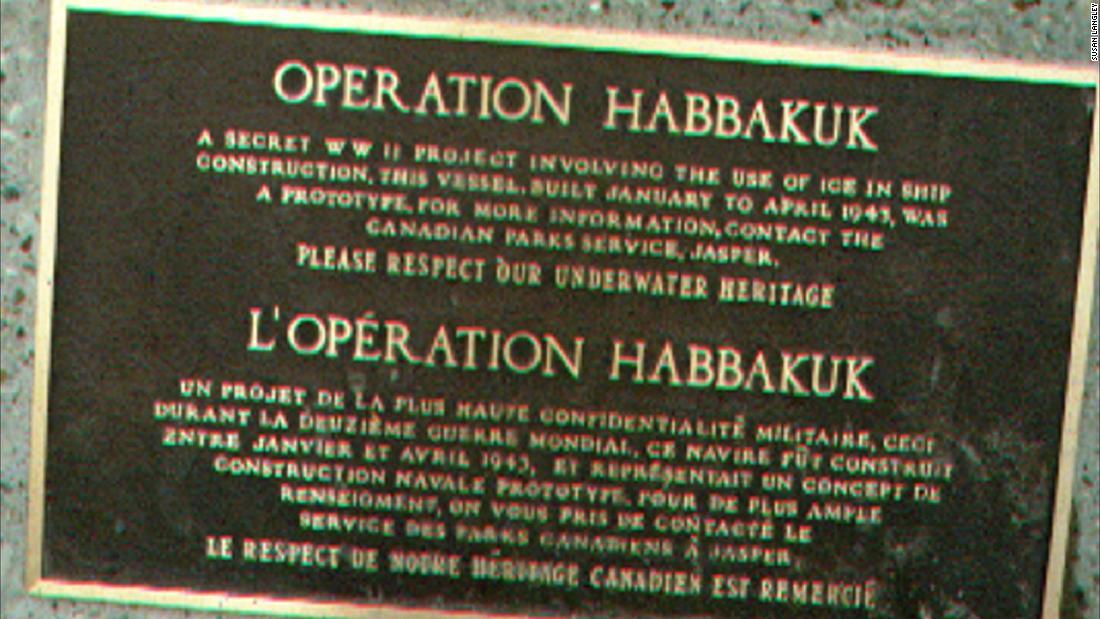 OPERATION HABBAKUK
A SECRET WW II PROJECT INVOLVING THE USE OF ICE IN SHIP
CONSTRUCTION, THIS VESSEL, BUILT JANUARY TO APRIL 1943, WAS
A PROTOTYPE, FOR MORE INFORMATION, CONTACT THE
CANADIAN PARKS SERVICE, JASPER.
PLEASE RESPECT OUR UNDERWATER HERITAGE
L'OPÉRATION HABBAKUK
UN PROJET DE LA PLUS HAUTE CONFIDENTIALITÉ MILITAIRE, CECI
DURANT LA DEUZIÈME GUERRE MONDIAL, CE NAVIRE FÛT CONSTRUIT
ENTRE JANVIER ET AVRIL 1943, ET REPRÉSENTAIT UN CONCEPT DE
CONSTRUCTION NAVALE PROTOTYPE. POUR DE PLUS AMPLE
RENSEIGMENT, ON VOUS PRIS DE CONTACTÉ LE
SERVICE DES PARKS CANADIENS À JASPER.
LE RESPECT DE NOTRE HÉRITAGE CANADIEN EST REMERCIÉ
SUSAN LANGLEY